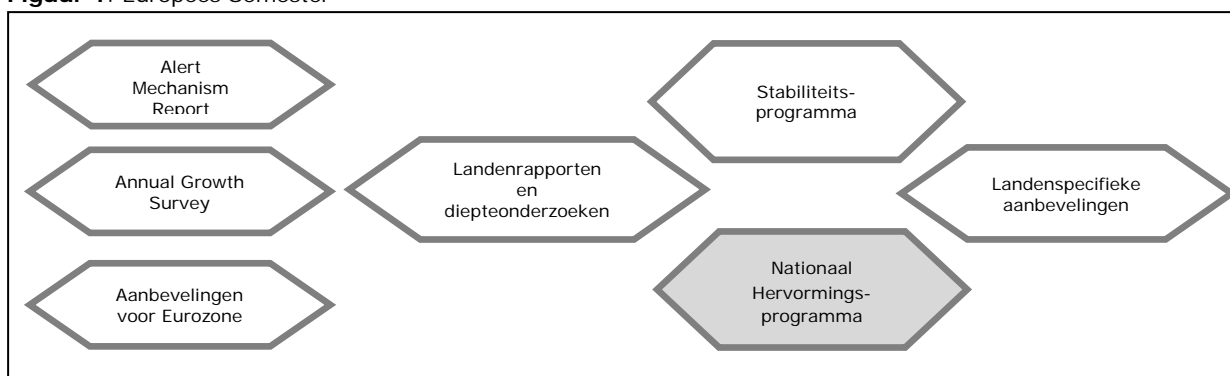 Alert
Mechanism
Report
Annual Growth
Survey
Aanbevelingen
voor Eurozone
Landenrapporten
en
diepteonderzoeken
Stabiliteits-
programma
Nationaal
Hervormings-
programma
Landenspecifieke
aanbevelingen